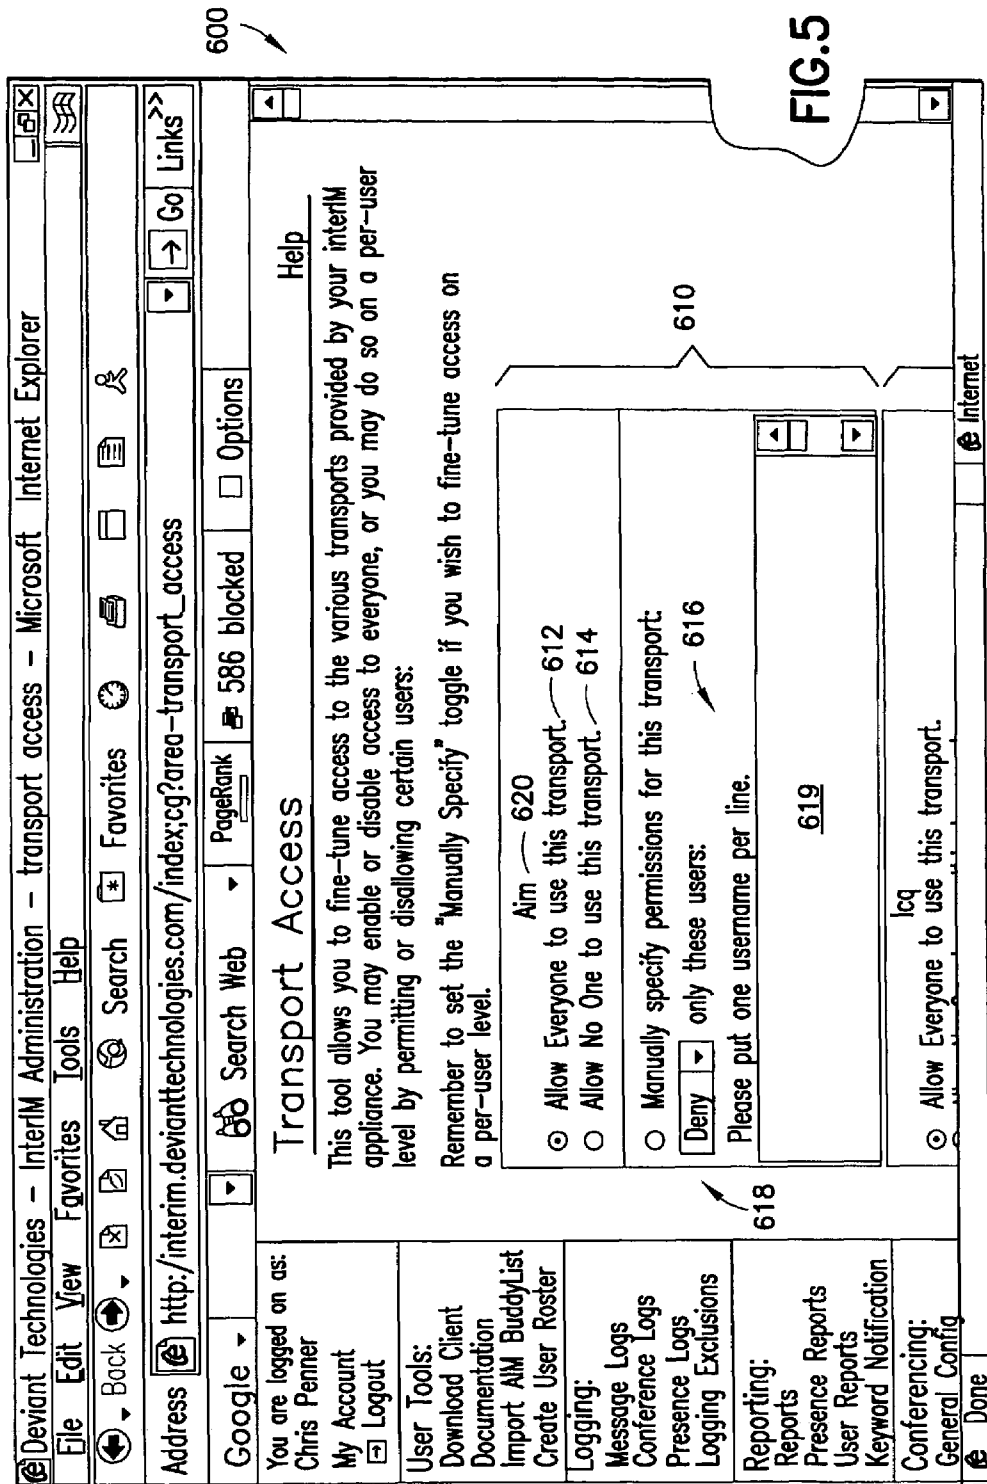 600
Deviant Technologies – InterIM Administration – transport access – Microsoft Internet Explorer
File Edit View Favorites Tools Help
Back Search Favorites
Address http:/interim.devianttechnologies.com/index;cg?area–transport_access Go Links >>
Google Search Web PageRank 586 blocked Options
You are logged on as:
Chris Penner
My Account
Logout
User Tools:
Download Client
Documentation
Import AIM BuddyList
Create User Roster
Logging:
Message Logs
Conference Logs
Presence Logs
Logging Exclusions
Reporting:
Reports
Presence Reports
User Reports
Keyword Notification
Conferencing:
General Config
Transport Access
Help
This tool allows you to fine–tune access to the various transports provided by your interIM
appliance. You may enable or disable access to everyone, or you may do so on a per–user
level by permitting or disallowing certain users:
Remember to set the "Manually Specify" toggle if you wish to fine–tune access on
a per–user level.
Aim 620
Allow Everyone to use this transport. 612
Allow No One to use this transport. 614
Manually specify permissions for this transport:
Deny only these users: 616
Please put one username per line.
619
618
610
Icq
Allow Everyone to use this transport.
Done Internet
FIG.5